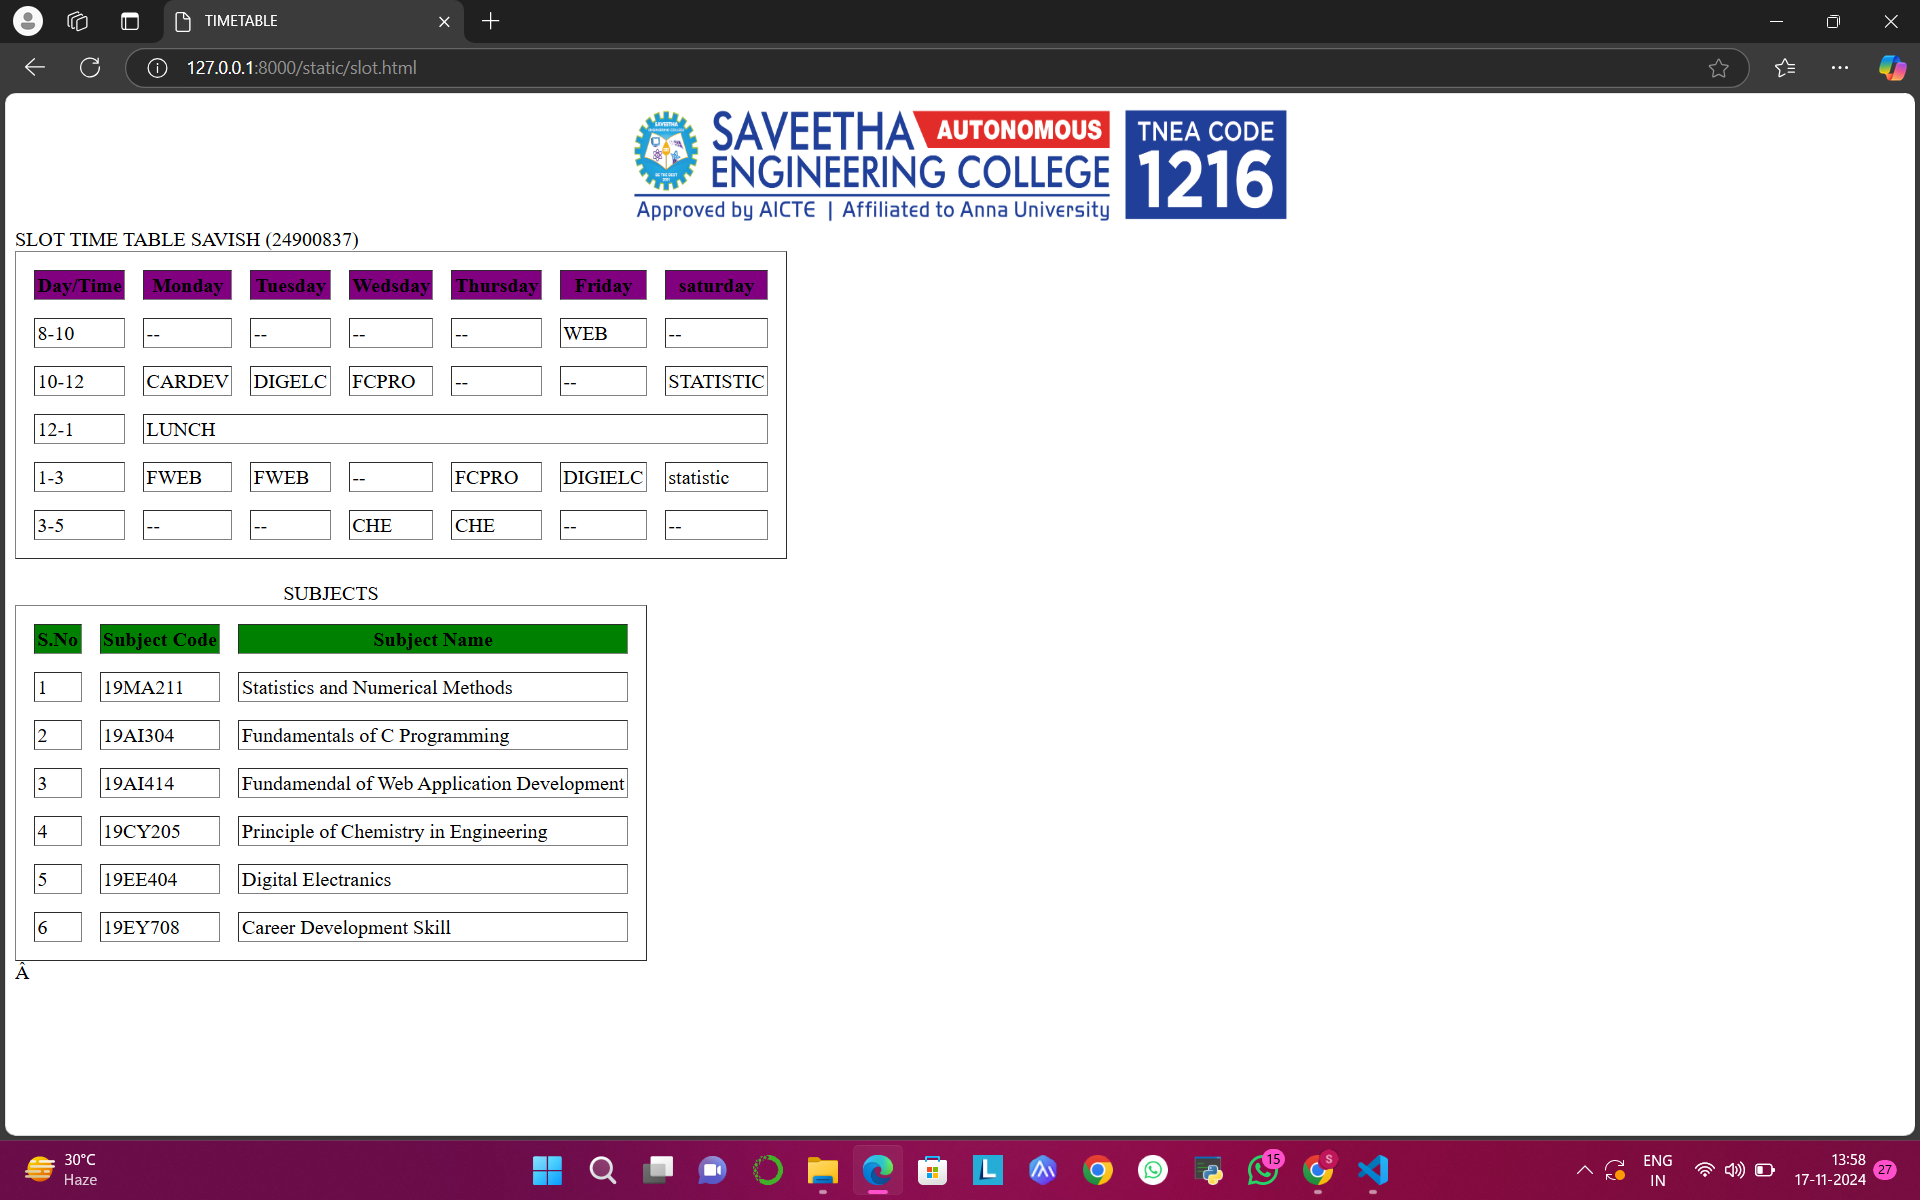 TIMETABLE
127.0.0.1:8000/static/slot.html
SAVEETHA AUTONOMOUS
ENGINEERING COLLEGE
Approved by AICTE | Affiliated to Anna University
TNEA CODE
1216
SLOT TIME TABLE SAVISH (24900837)
Day/Time Monday Tuesday Wedsday Thursday Friday saturday
8-10 -- -- -- -- WEB --
10-12 CARDEV DIGELC FCPRO -- -- STATISTIC
12-1 LUNCH
1-3 FWEB FWEB -- FCPRO DIGIELC statistic
3-5 -- -- CHE CHE -- --
SUBJECTS
S.No Subject Code Subject Name
1 19MA211 Statistics and Numerical Methods
2 19AI304 Fundamentals of C Programming
3 19AI414 Fundamendal of Web Application Development
4 19CY205 Principle of Chemistry in Engineering
5 19EE404 Digital Electranics
6 19EY708 Career Development Skill
Â
30°C
Haze
15
S
ENG
IN
13:58
17-11-2024
27